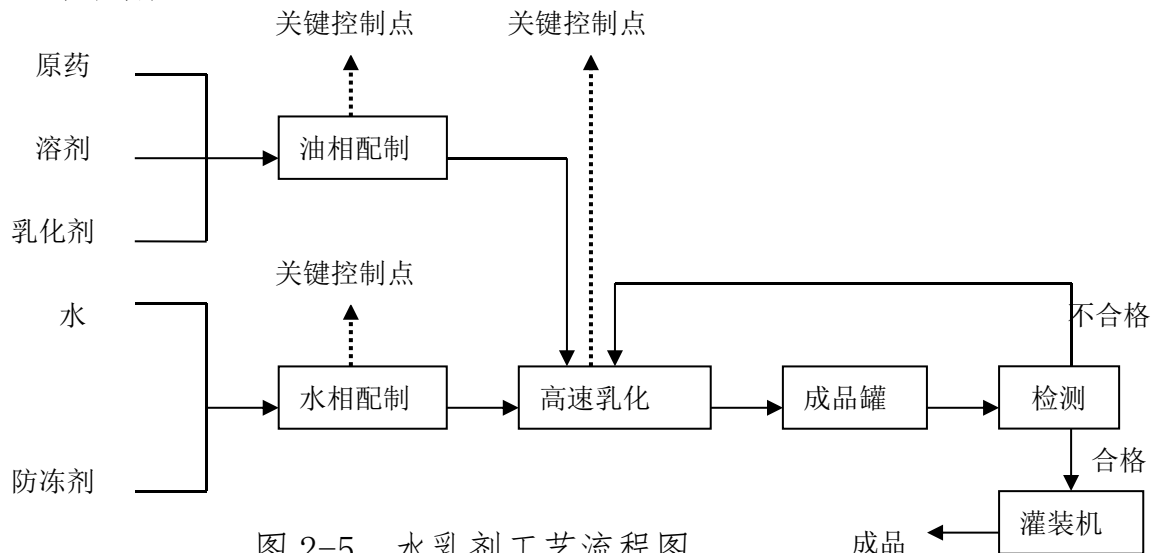 关键控制点
关键控制点
原药
溶剂
油相配制
乳化剂
关键控制点
水
不合格
水相配制
高速乳化
成品罐
检测
合格
防冻剂
灌装机
图 2-5 水乳剂工艺流程图
成品